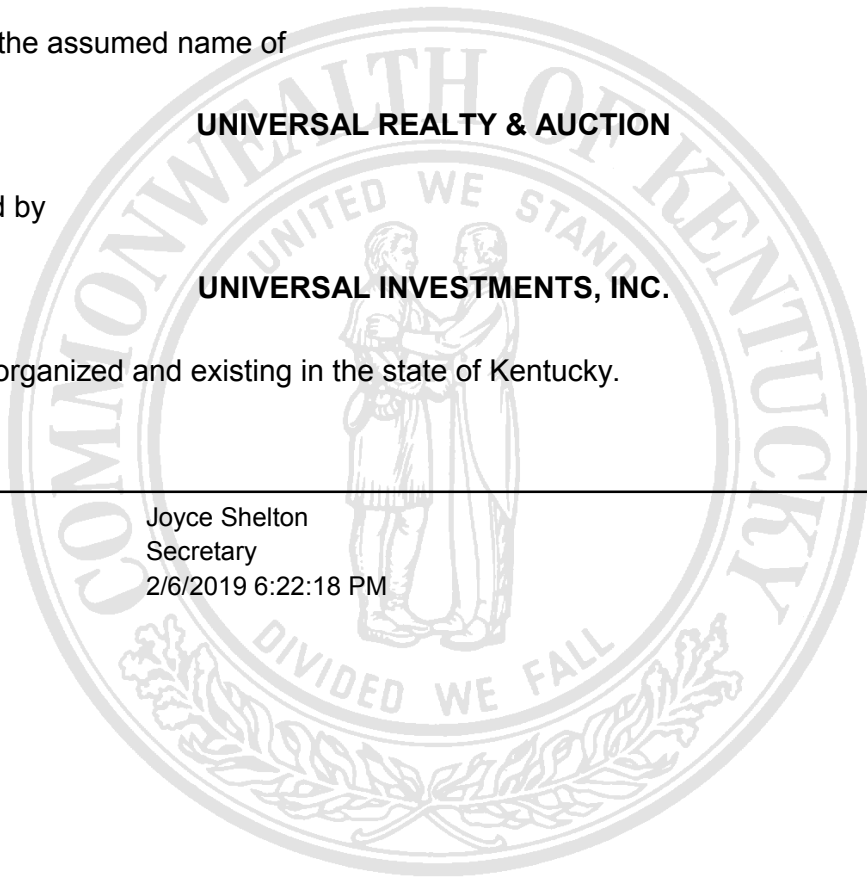 the assumed name of
UNIVERSAL REALTY & AUCTION
d by
UNIVERSAL INVESTMENTS, INC.
organized and existing in the state of Kentucky.
Joyce Shelton
Secretary
2/6/2019 6:22:18 PM
COMMONWEALTH OF KENTUCKY
UNITED WE STAND
DIVIDED WE FALL